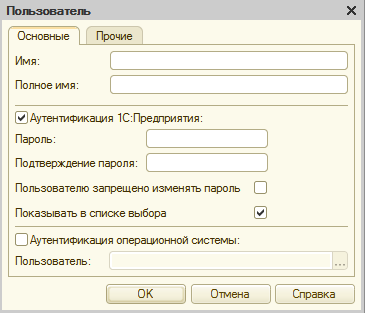 Пользователь
Основные Прочие
Имя:
Полное имя:
Аутентификация 1С:Предприятия:
Пароль:
Подтверждение пароля:
Пользователю запрещено изменять пароль
Показывать в списке выбора
Аутентификация операционной системы:
Пользователь: ...
OK Отмена Справка